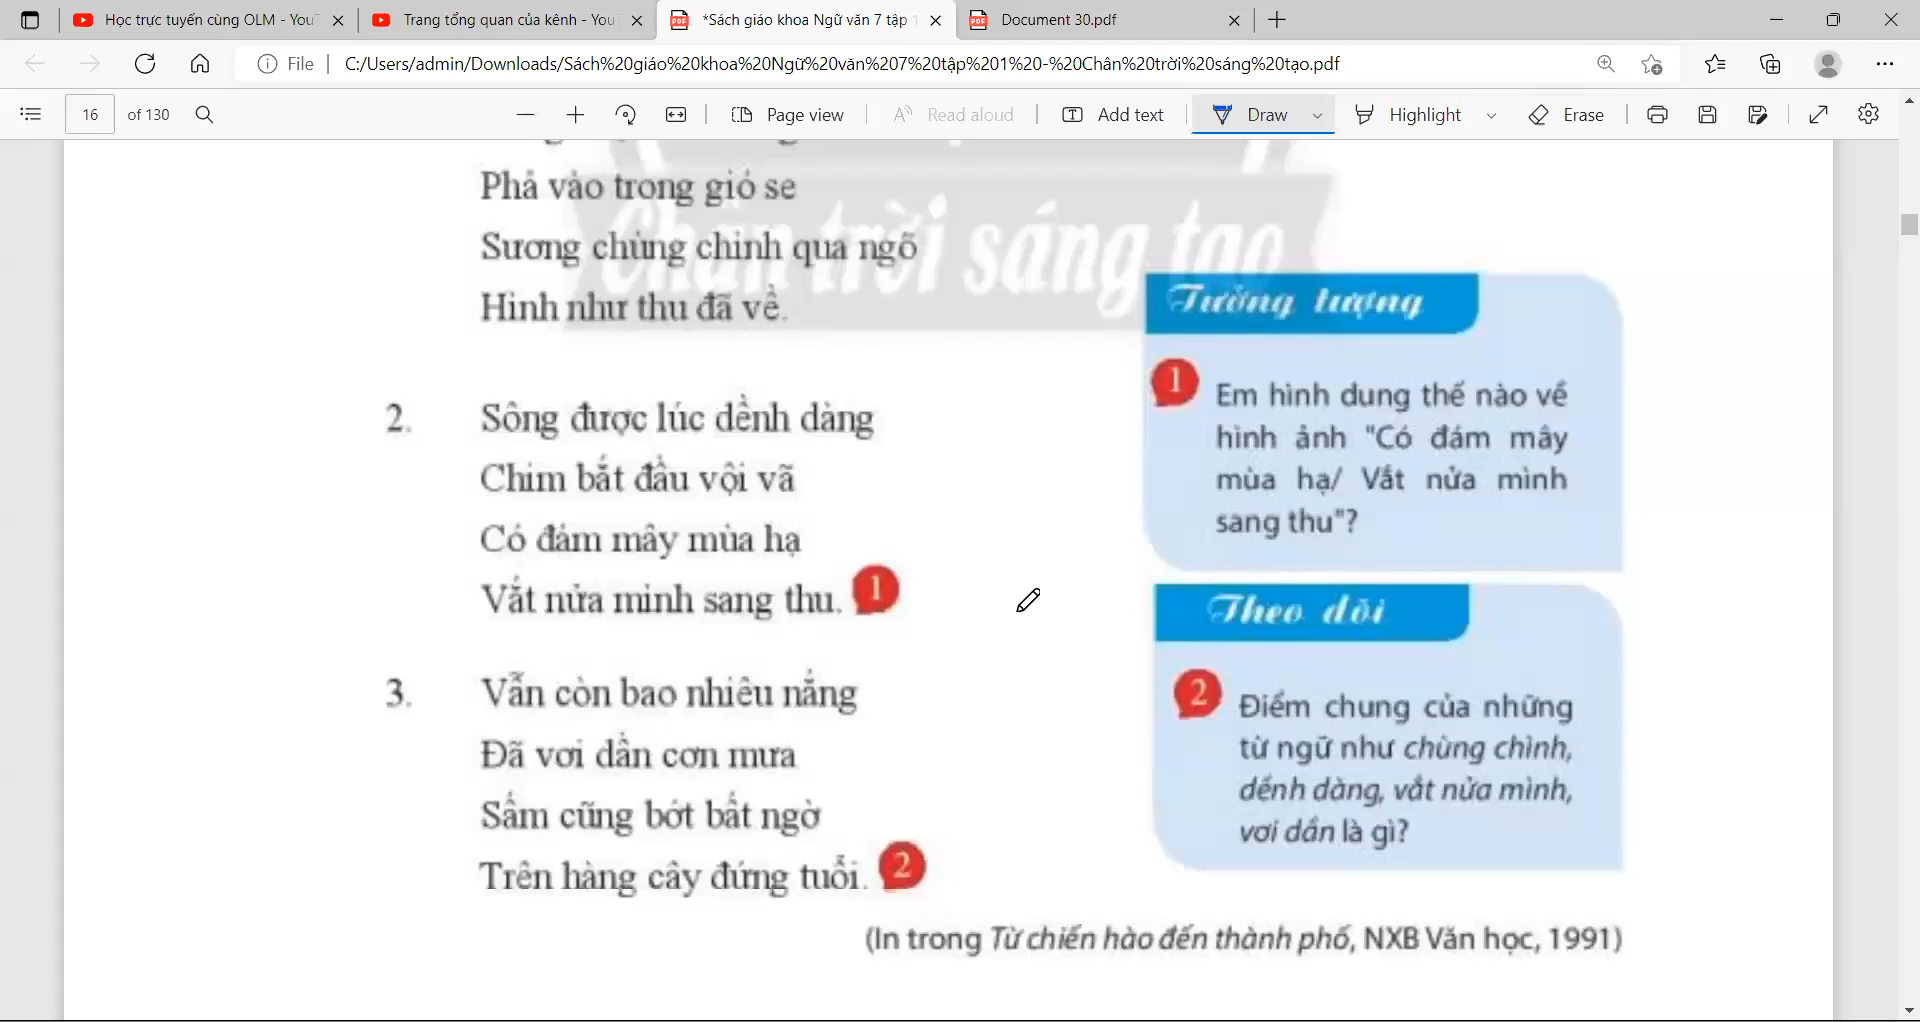 Học trực tuyến cùng OLM - You
Trang tổng quan của kênh - You
*Sách giáo khoa Ngữ văn 7 tập 1
Document 30.pdf
File
C:/Users/admin/Downloads/Sách%20giáo%20khoa%20Ngữ%20văn%207%20tập%201%20-%20Chân%20trời%20sáng%20tạo.pdf
16 of 130
Page view
Read aloud
Add text
Draw
Highlight
Erase
Chân trời sáng tạo
Phả vào trong gió se
Sương chùng chình qua ngõ
Hình như thu đã về.
2. Sông được lúc dềnh dàng
Chim bắt đầu vội vã
Có đám mây mùa hạ
Vắt nửa mình sang thu. 1
3. Vẫn còn bao nhiêu nắng
Đã vơi dần cơn mưa
Sấm cũng bớt bất ngờ
Trên hàng cây đứng tuổi. 2
Tưởng tượng
1 Em hình dung thế nào về
hình ảnh "Có đám mây
mùa hạ/ Vắt nửa mình
sang thu"?
Theo dõi
2 Điểm chung của những
từ ngữ như chùng chình,
dềnh dàng, vắt nửa mình,
vơi dần là gì?
(In trong Từ chiến hào đến thành phố, NXB Văn học, 1991)